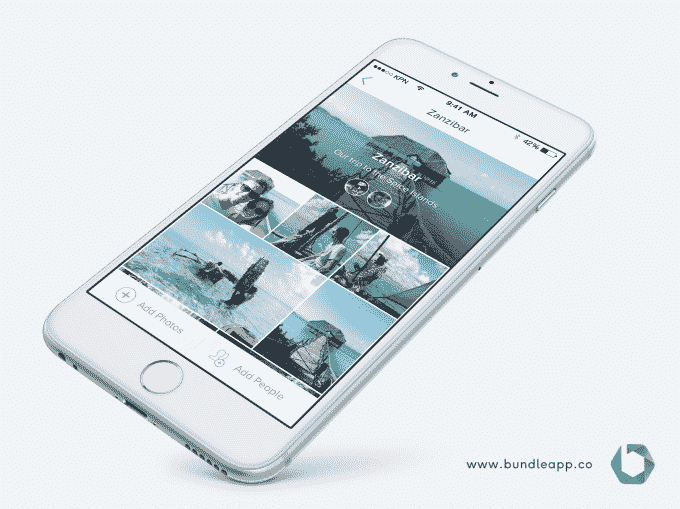 KPN 9:41 AM 42%
Zanzibar
Zanzibar
Our trip to the Spice Islands
Add Photos
Add People
www.bundleapp.co
b